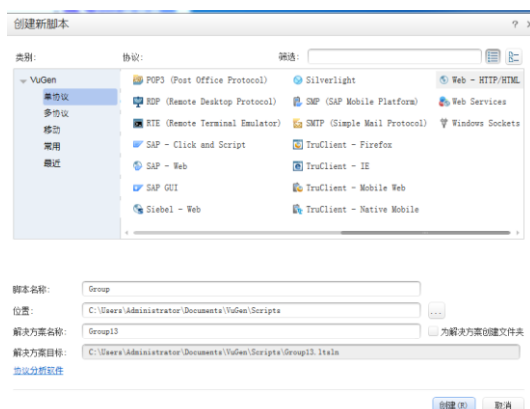 创建新脚本
类别: 协议: 筛选:
VuGen
单协议
多协议
移动
常用
最近
POP3 (Post Office Protocol)
RDP (Remote Desktop Protocol)
RTE (Remote Terminal Emulator)
SAP - Click and Script
SAP - Web
SAP GUI
Siebel - Web
Silverlight
SMP (SAP Mobile Platform)
SMTP (Simple Mail Protocol)
TruClient - Firefox
TruClient - IE
TruClient - Mobile Web
TruClient - Native Mobile
Web - HTTP/HTML
Web Services
Windows Sockets
脚本名称: Group
位置: C:\Users\Administrator\Documents\VuGen\Scripts ...
解决方案名称: Group13 为解决方案创建文件夹
解决方案目标: C:\Users\Administrator\Documents\VuGen\Scripts\Group13.lrsln
协议分析软件
创建(R) 取消